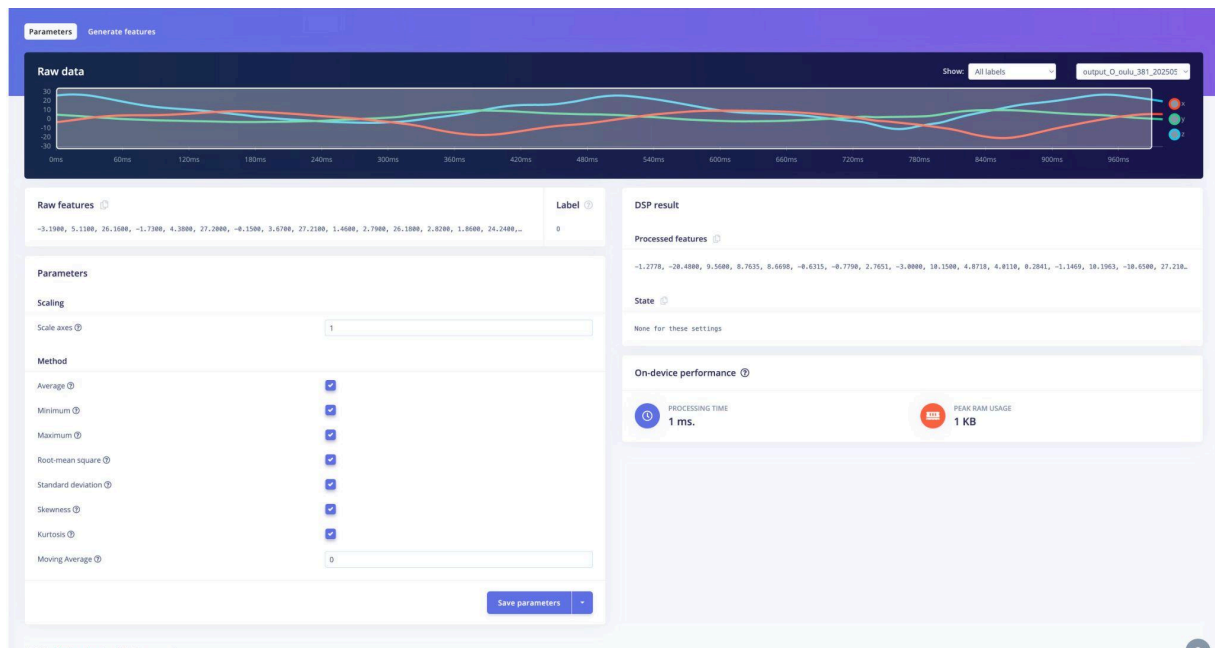 Parameters Generate features
Raw data Show: All labels output_O_oulu_381_202505
30
20
10
0
-10
-20
-30
x
y
z
0ms 60ms 120ms 180ms 240ms 300ms 360ms 420ms 480ms 540ms 600ms 660ms 720ms 780ms 840ms 900ms 960ms
Raw features Label
-3.1900, 5.1100, 26.1600, -1.7300, 4.3800, 27.2000, -0.1500, 3.6700, 27.2100, 1.4600, 2.7900, 26.1800, 2.8200, 1.8600, 24.2400,… O
Parameters
Scaling
Scale axes 1
Method
Average
Minimum
Maximum
Root-mean square
Standard deviation
Skewness
Kurtosis
Moving Average 0
Save parameters
DSP result
Processed features
-1.2770, -20.4800, 9.5600, 8.7635, 8.6698, -0.6315, -0.7790, 2.7651, -3.0000, 10.1500, 4.8718, 4.0110, 0.2841, -1.1469, 10.1963, -10.6500, 27.210…
State
None for these settings
On-device performance
PROCESSING TIME
1 ms.
PEAK RAM USAGE
1 KB